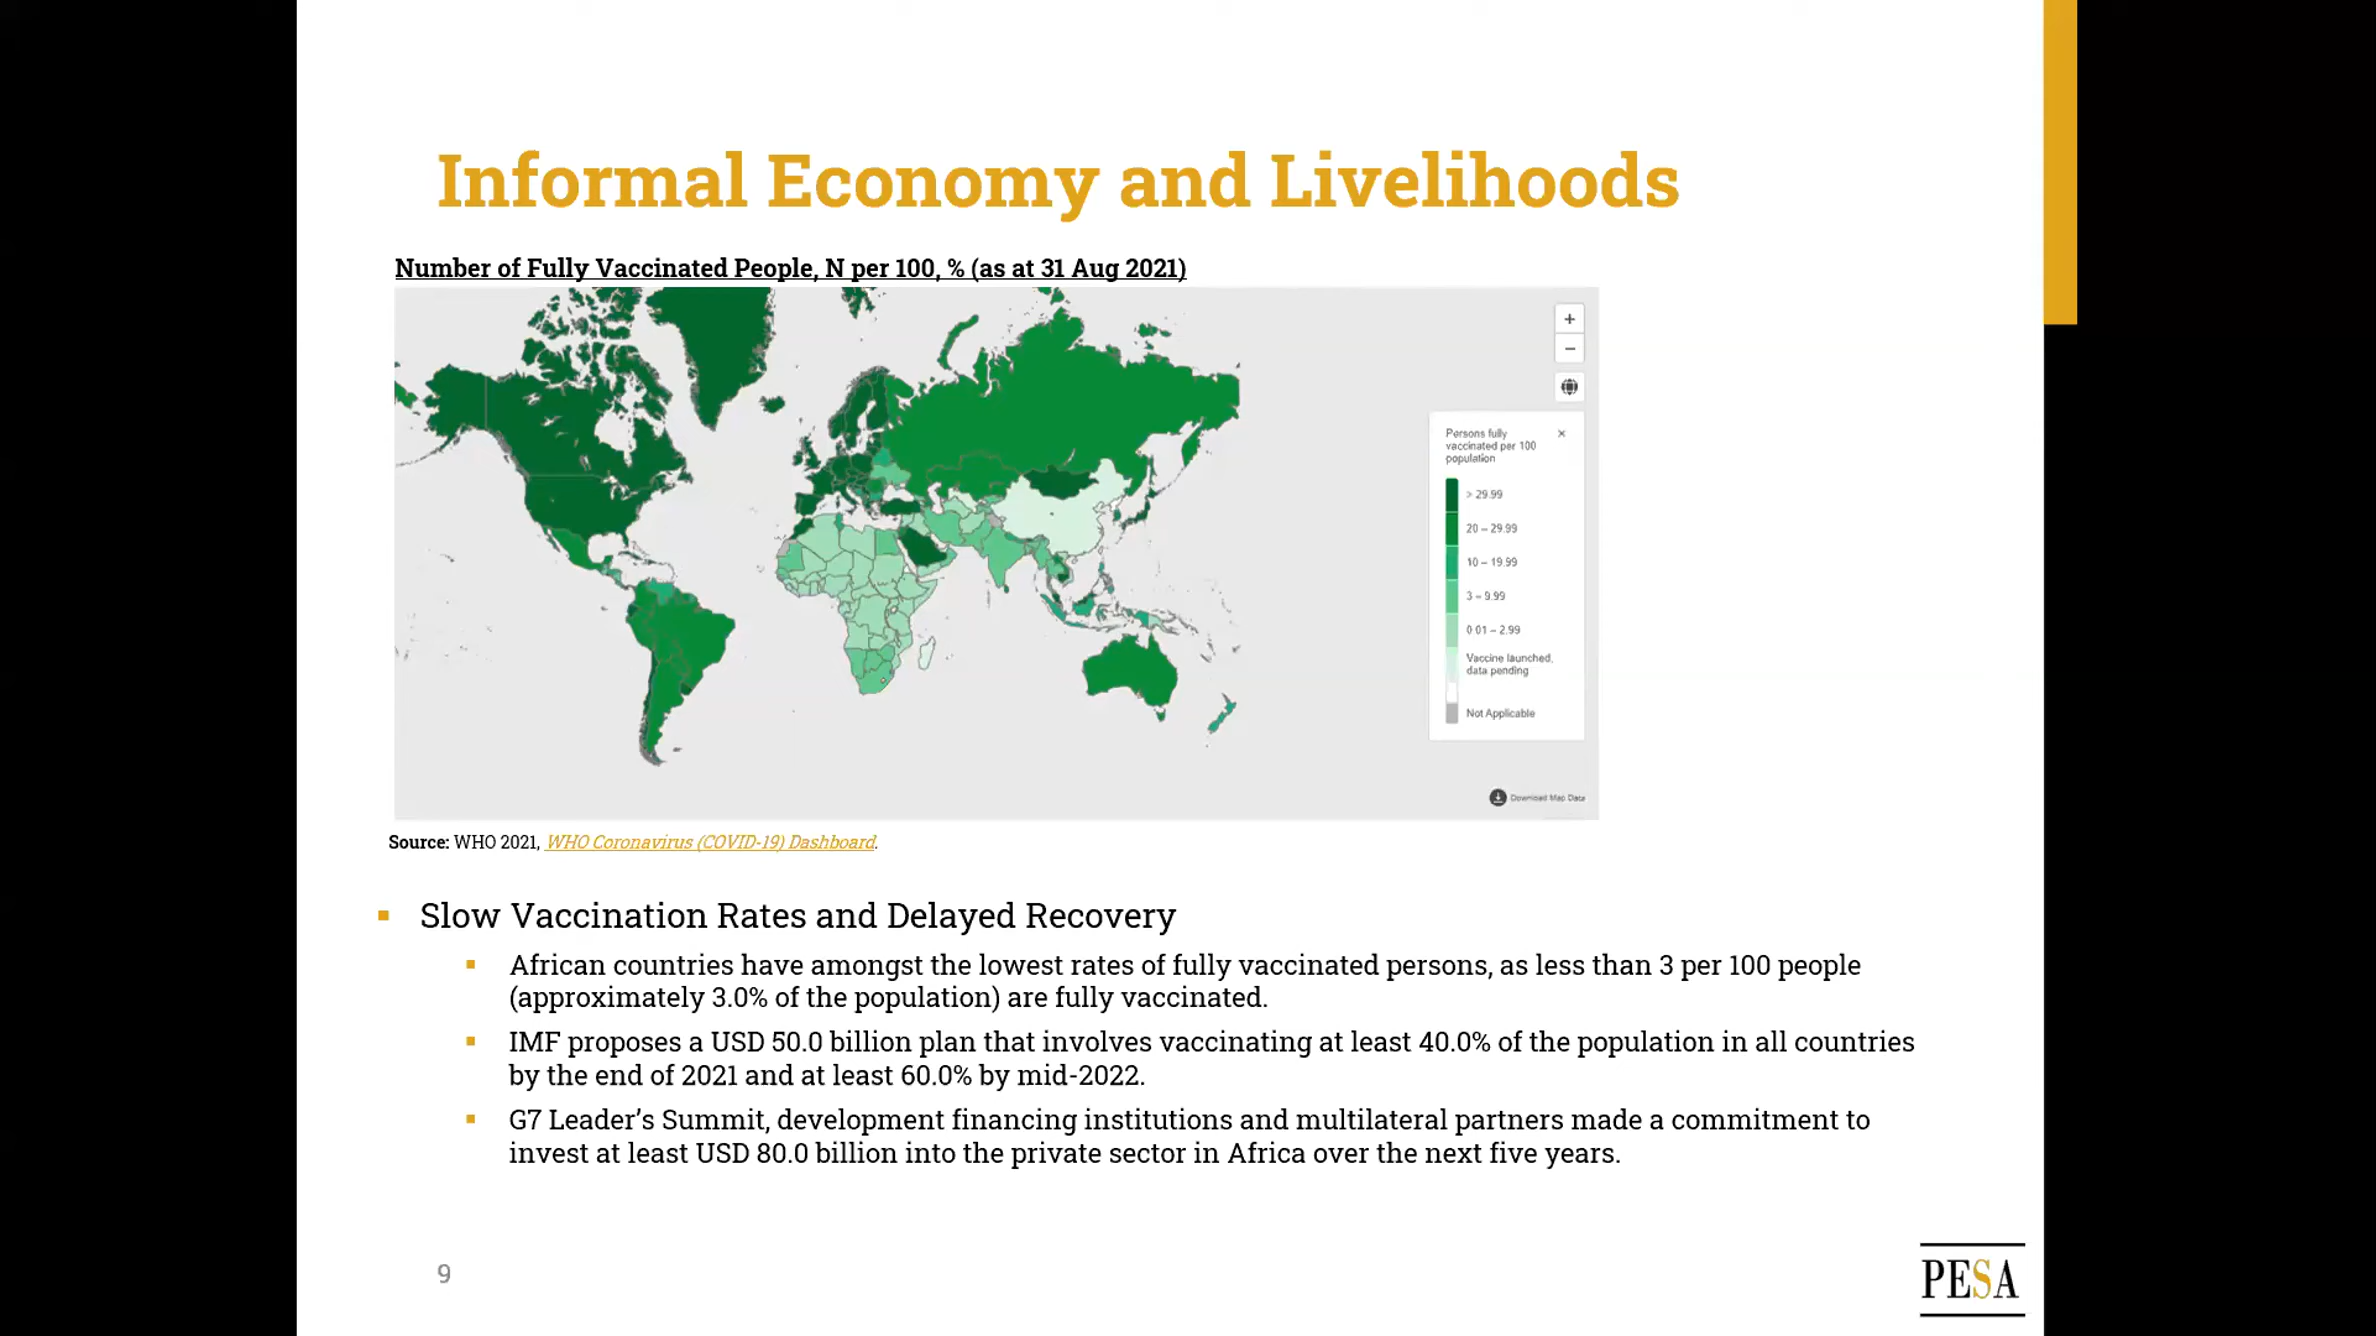 Informal Economy and Livelihoods
Number of Fully Vaccinated People, N per 100, % (as at 31 Aug 2021)
+
−
Persons fully
vaccinated per 100
population
×
> 29.99
20 – 29.99
10 – 19.99
3 – 9.99
0.01 – 2.99
Vaccine launched,
data pending
Not Applicable
Download Map Data
Source: WHO 2021, WHO Coronavirus (COVID-19) Dashboard.
▪ Slow Vaccination Rates and Delayed Recovery
▪ African countries have amongst the lowest rates of fully vaccinated persons, as less than 3 per 100 people
(approximately 3.0% of the population) are fully vaccinated.
▪ IMF proposes a USD 50.0 billion plan that involves vaccinating at least 40.0% of the population in all countries
by the end of 2021 and at least 60.0% by mid-2022.
▪ G7 Leader’s Summit, development financing institutions and multilateral partners made a commitment to
invest at least USD 80.0 billion into the private sector in Africa over the next five years.
9
PESA